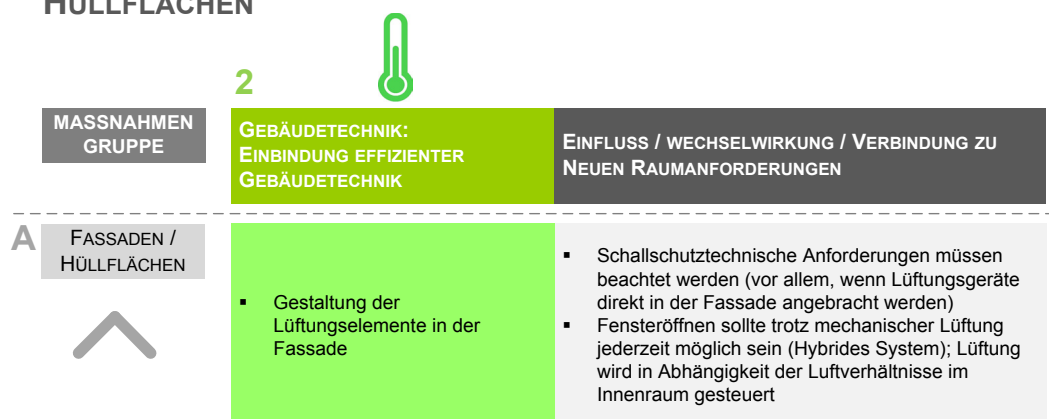 HÜLLFLÄCHEN
2
MASSNAHMEN
GRUPPE
GEBÄUDETECHNIK:
EINBINDUNG EFFIZIENTER
GEBÄUDETECHNIK
EINFLUSS / WECHSELWIRKUNG / VERBINDUNG ZU
NEUEN RAUMANFORDERUNGEN
A
FASSADEN /
HÜLLFLÄCHEN
▪ Gestaltung der
Lüftungselemente in der
Fassade
▪ Schallschutztechnische Anforderungen müssen
beachtet werden (vor allem, wenn Lüftungsgeräte
direkt in der Fassade angebracht werden)
▪ Fensteröffnen sollte trotz mechanischer Lüftung
jederzeit möglich sein (Hybrides System); Lüftung
wird in Abhängigkeit der Luftverhältnisse im
Innenraum gesteuert